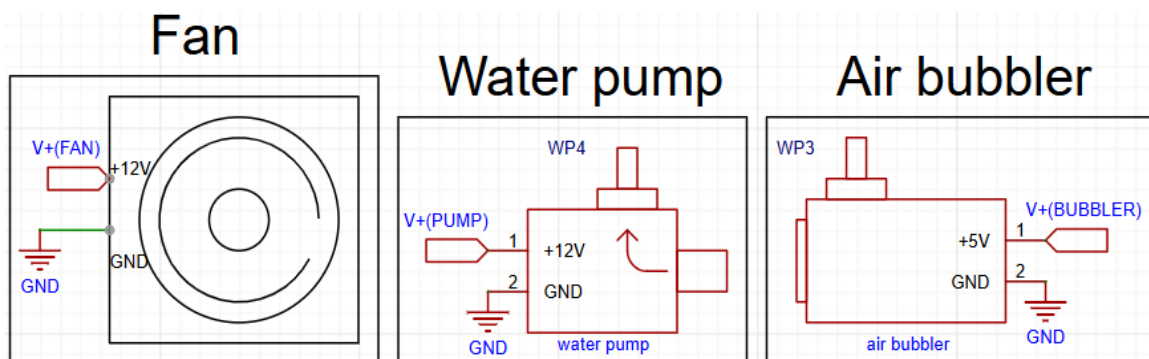 Fan
V+(FAN)
+12V
GND
GND
Water pump
WP4
V+(PUMP)
1
+12V
2
GND
GND
water pump
Air bubbler
WP3
V+(BUBBLER)
+5V
1
GND
2
GND
air bubbler